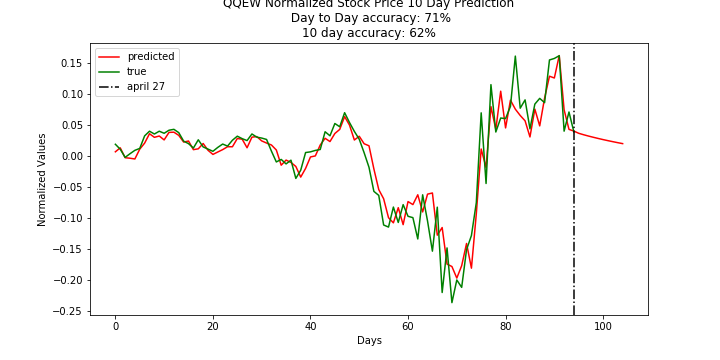 QQEW Normalized Stock Price 10 Day Prediction
Day to Day accuracy: 71%
10 day accuracy: 62%
predicted
true
april 27
0.15
0.10
0.05
0.00
−0.05
−0.10
−0.15
−0.20
−0.25
Normalized Values
0
20
40
60
80
100
Days